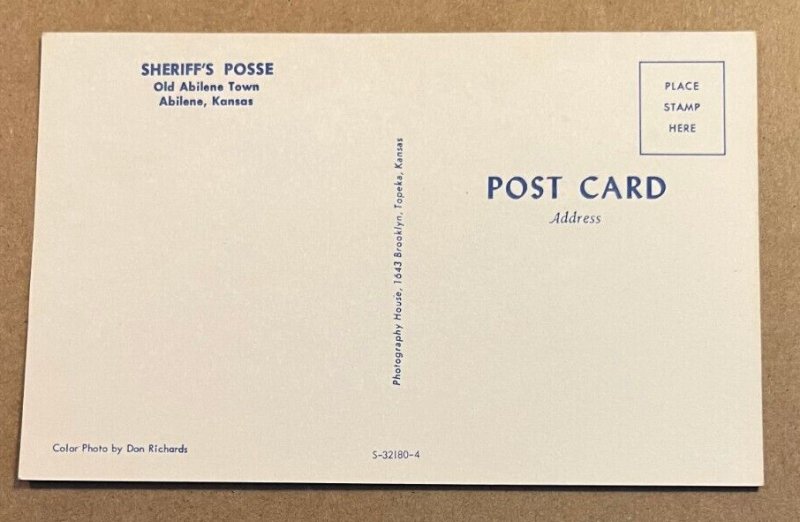 SHERIFF'S POSSE
Old Abilene Town
Abilene, Kansas
Color Photo by Don Richards
Photography House, 1643 Brooklyn, Topeka, Kansas
S-32180-4
PLACE
STAMP
HERE
POST CARD
Address